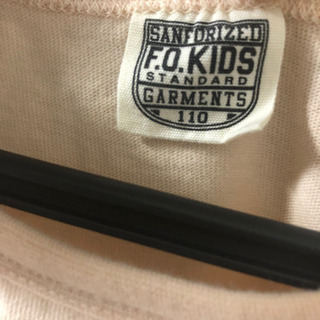 SANFORIZED
F.O.KIDS
STANDARD
GARMENTS
110